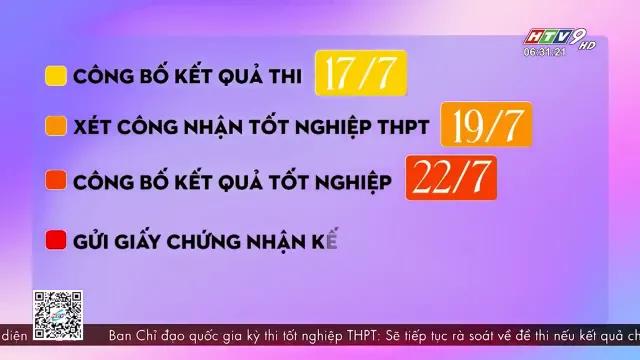 HTV9 HD
06:31:21
CÔNG BỐ KẾT QUẢ THI 17/7
XÉT CÔNG NHẬN TỐT NGHIỆP THPT 19/7
CÔNG BỐ KẾT QUẢ TỐT NGHIỆP 22/7
GỬI GIẤY CHỨNG NHẬN KẾ
diện Ban Chỉ đạo quốc gia kỳ thi tốt nghiệp THPT: Sẽ tiếp tục rà soát về đề thi nếu kết quả ch